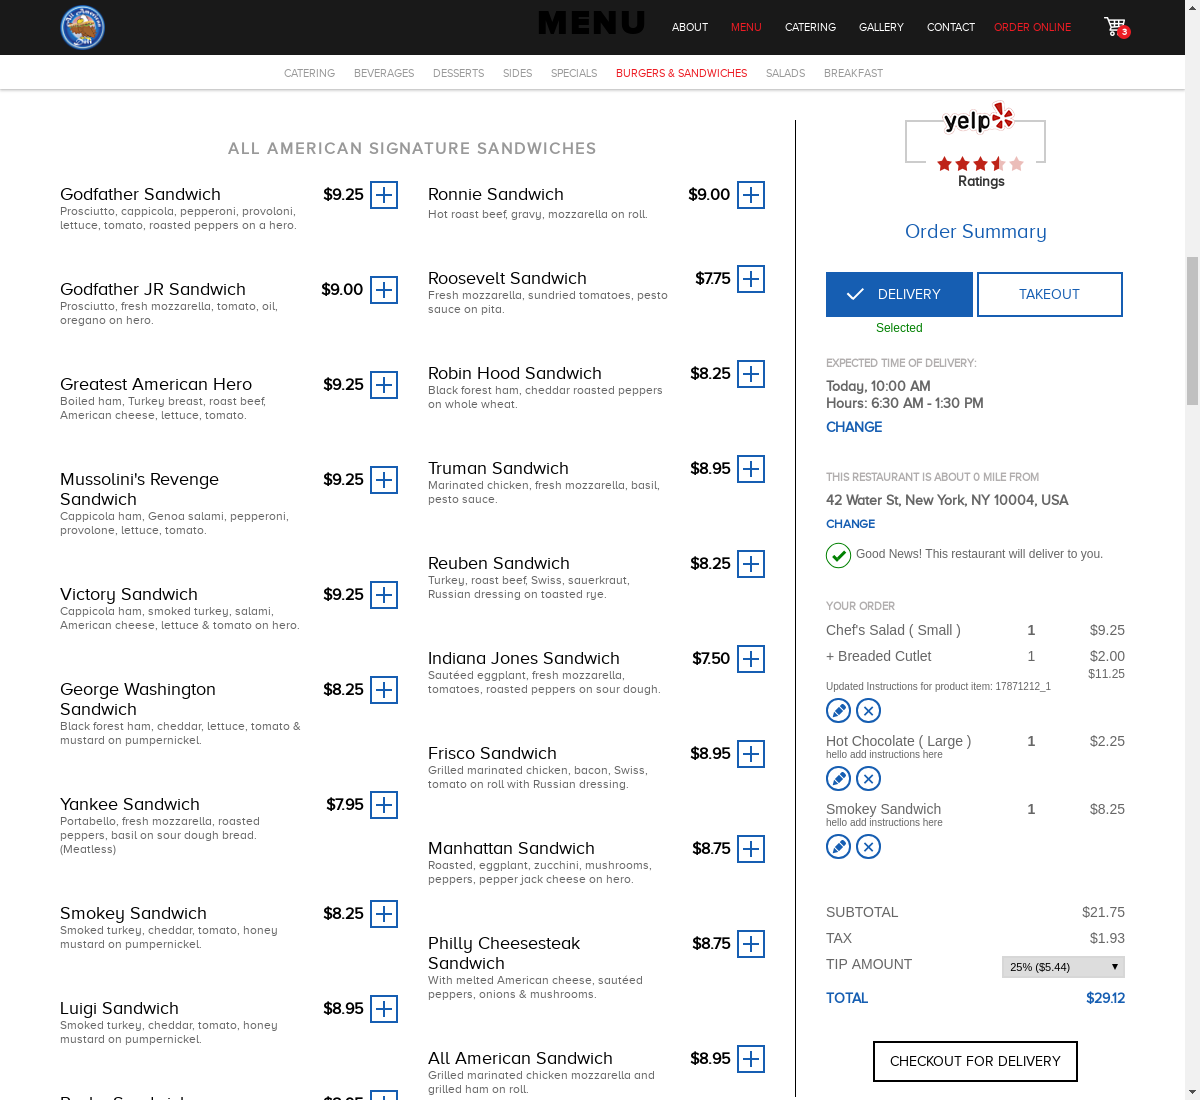 MENU
ABOUT
MENU
CATERING
GALLERY
CONTACT
ORDER ONLINE
3
CATERING
BEVERAGES
DESSERTS
SIDES
SPECIALS
BURGERS & SANDWICHES
SALADS
BREAKFAST
ALL AMERICAN SIGNATURE SANDWICHES
Godfather Sandwich $9.25
Prosciutto, cappicola, pepperoni, provoloni,
lettuce, tomato, roasted peppers on a hero.
Godfather JR Sandwich $9.00
Prosciutto, fresh mozzarella, tomato, oil,
oregano on hero.
Greatest American Hero $9.25
Boiled ham, Turkey breast, roast beef,
American cheese, lettuce, tomato.
Mussolini's Revenge $9.25
Sandwich
Cappicola ham, Genoa salami, pepperoni,
provolone, lettuce, tomato.
Victory Sandwich $9.25
Cappicola ham, smoked turkey, salami,
American cheese, lettuce & tomato on hero.
George Washington $8.25
Sandwich
Black forest ham, cheddar, lettuce, tomato &
mustard on pumpernickel.
Yankee Sandwich $7.95
Portabello, fresh mozzarella, roasted
peppers, basil on sour dough bread.
(Meatless)
Smokey Sandwich $8.25
Smoked turkey, cheddar, tomato, honey
mustard on pumpernickel.
Luigi Sandwich $8.95
Smoked turkey, cheddar, tomato, honey
mustard on pumpernickel.
Ronnie Sandwich $9.00
Hot roast beef, gravy, mozzarella on roll.
Roosevelt Sandwich $7.75
Fresh mozzarella, sundried tomatoes, pesto
sauce on pita.
Robin Hood Sandwich $8.25
Black forest ham, cheddar roasted peppers
on whole wheat.
Truman Sandwich $8.95
Marinated chicken, fresh mozzarella, basil,
pesto sauce.
Reuben Sandwich $8.25
Turkey, roast beef, Swiss, sauerkraut,
Russian dressing on toasted rye.
Indiana Jones Sandwich $7.50
Sautéed eggplant, fresh mozzarella,
tomatoes, roasted peppers on sour dough.
Frisco Sandwich $8.95
Grilled marinated chicken, bacon, Swiss,
tomato on roll with Russian dressing.
Manhattan Sandwich $8.75
Roasted, eggplant, zucchini, mushrooms,
peppers, pepper jack cheese on hero.
Philly Cheesesteak $8.75
Sandwich
With melted American cheese, sautéed
peppers, onions & mushrooms.
All American Sandwich $8.95
Grilled marinated chicken mozzarella and
grilled ham on roll.
yelp
Ratings
Order Summary
DELIVERY
TAKEOUT
Selected
EXPECTED TIME OF DELIVERY:
Today, 10:00 AM
Hours: 6:30 AM - 1:30 PM
CHANGE
THIS RESTAURANT IS ABOUT 0 MILE FROM
42 Water St, New York, NY 10004, USA
CHANGE
Good News! This restaurant will deliver to you.
YOUR ORDER
Chef's Salad ( Small ) 1 $9.25
+ Breaded Cutlet 1 $2.00
$11.25
Updated Instructions for product item: 17871212_1
Hot Chocolate ( Large ) 1 $2.25
hello add instructions here
Smokey Sandwich 1 $8.25
hello add instructions here
SUBTOTAL $21.75
TAX $1.93
TIP AMOUNT 25% ($5.44)
TOTAL $29.12
CHECKOUT FOR DELIVERY